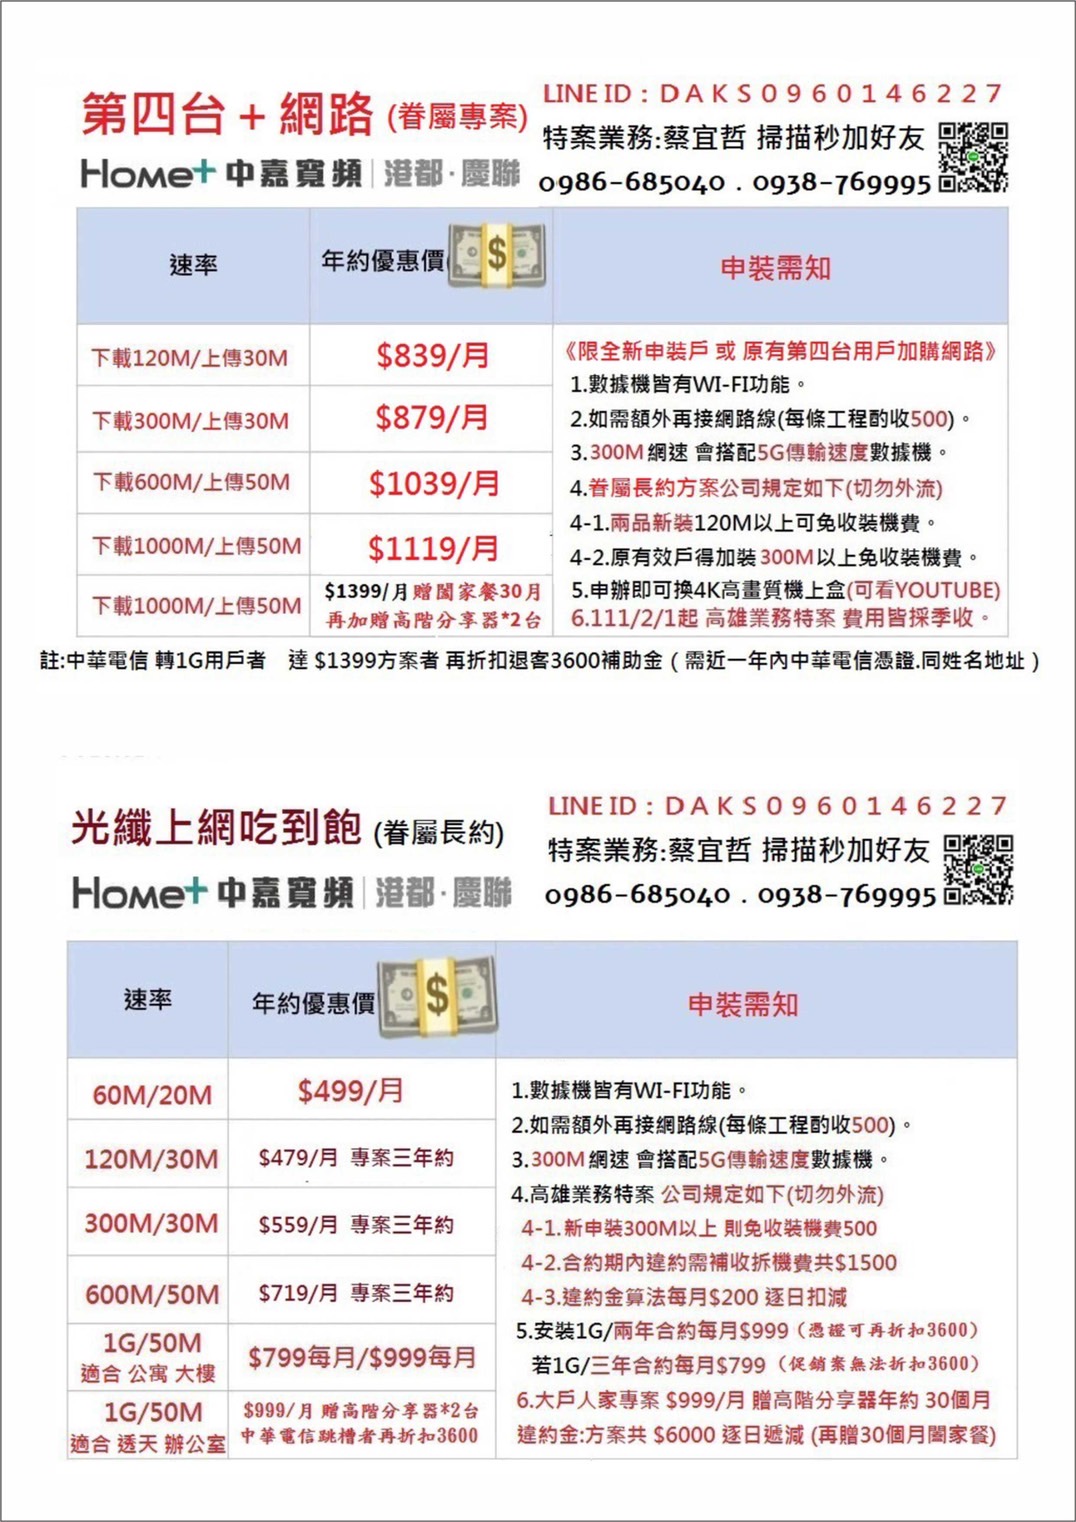 第四台 + 網路 (眷屬專案)
LINE ID : D A K S 0 9 6 0 1 4 6 2 2 7
特案業務:蔡宜哲 掃描秒加好友
Home+ 中嘉寬頻 | 港都·慶聯
0986-685040 . 0938-769995
速率
年約優惠價
申裝需知
下載120M/上傳30M
$839/月
下載300M/上傳30M
$879/月
下載600M/上傳50M
$1039/月
下載1000M/上傳50M
$1119/月
下載1000M/上傳50M
$1399/月贈闔家餐30月
再加贈高階分享器*2台
《限全新申裝戶 或 原有第四台用戶加購網路》
1.數據機皆有WI-FI功能。
2.如需額外再接網路線(每條工程酌收500)。
3.300M網速 會搭配5G傳輸速度數據機。
4.眷屬長約方案公司規定如下(切勿外流)
4-1.兩品新裝120M以上可免收裝機費。
4-2.原有效戶得加裝300M以上免收裝機費。
5.申辦即可換4K高畫質機上盒(可看YOUTUBE)
6.111/2/1起 高雄業務特案 費用皆採季收。
註:中華電信 轉1G用戶者 達 $1399方案者 再折扣退客3600補助金 ( 需近一年內中華電信憑證.同姓名地址 )
光纖上網吃到飽 (眷屬長約)
LINE ID : D A K S 0 9 6 0 1 4 6 2 2 7
特案業務:蔡宜哲 掃描秒加好友
Home+ 中嘉寬頻 | 港都·慶聯
0986-685040 . 0938-769995
速率
年約優惠價
申裝需知
60M/20M
$499/月
120M/30M
$479/月 專案三年約
300M/30M
$559/月 專案三年約
600M/50M
$719/月 專案三年約
1G/50M
適合 公寓 大樓
$799每月/$999每月
1G/50M
適合 透天 辦公室
$999/月 贈高階分享器*2台
中華電信跳槽者再折扣3600
1.數據機皆有WI-FI功能。
2.如需額外再接網路線(每條工程酌收500)。
3.300M網速 會搭配5G傳輸速度數據機。
4.高雄業務特案 公司規定如下(切勿外流)
4-1.新申裝300M以上 則免收裝機費500
4-2.合約期內違約需補收拆機費共$1500
4-3.違約金算法每月$200 逐日扣減
5.安裝1G/兩年合約每月$999 (憑證可再折扣3600)
若1G/三年合約每月$799 (促銷案無法折扣3600)
6.大戶人家專案 $999/月 贈高階分享器年約 30個月
違約金:方案共 $6000 逐日遞減 (再贈30個月闔家餐)